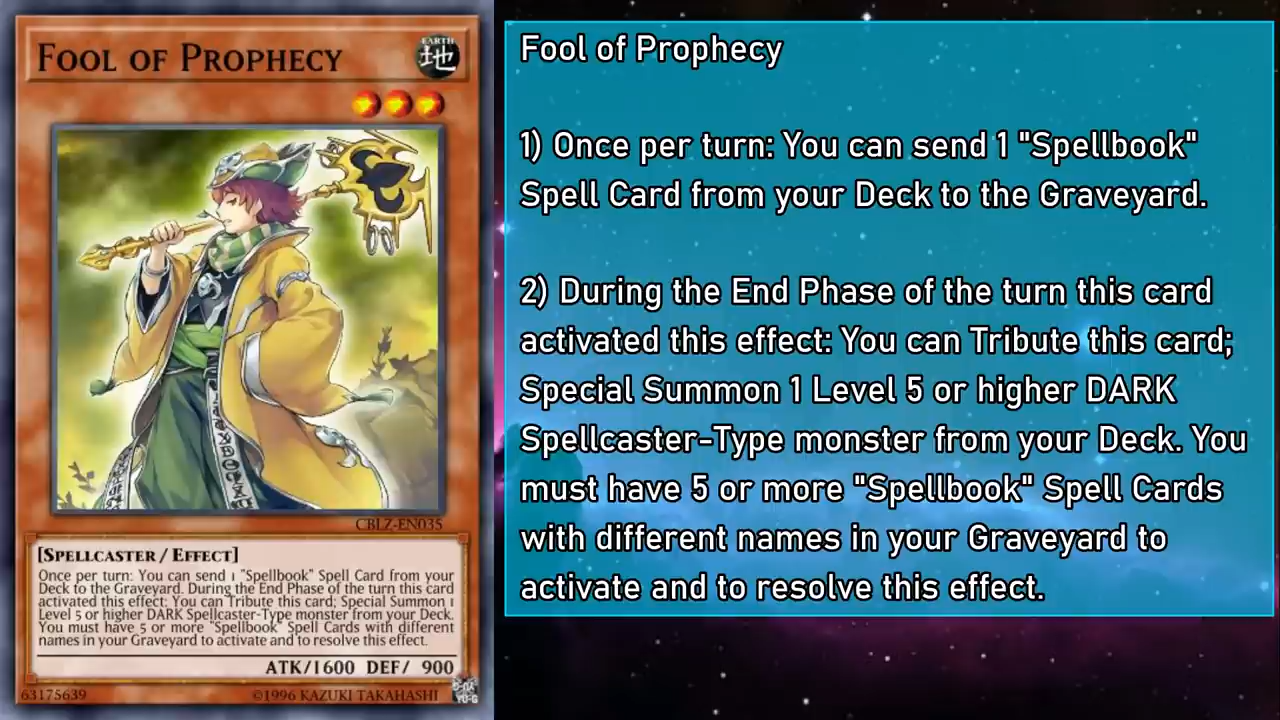 FOOL OF PROPHECY
EARTH
地
CBLZ-EN035
[SPELLCASTER / EFFECT]
Once per turn: You can send 1 "Spellbook" Spell Card from your
Deck to the Graveyard. During the End Phase of the turn this card
activated this effect: You can Tribute this card; Special Summon 1
Level 5 or higher DARK Spellcaster-Type monster from your Deck.
You must have 5 or more "Spellbook" Spell Cards with different
names in your Graveyard to activate and to resolve this effect.
ATK/1600 DEF/ 900
63175639
©1996 KAZUKI TAKAHASHI
Fool of Prophecy
1) Once per turn: You can send 1 "Spellbook"
Spell Card from your Deck to the Graveyard.
2) During the End Phase of the turn this card
activated this effect: You can Tribute this card;
Special Summon 1 Level 5 or higher DARK
Spellcaster-Type monster from your Deck. You
must have 5 or more "Spellbook" Spell Cards
with different names in your Graveyard to
activate and to resolve this effect.